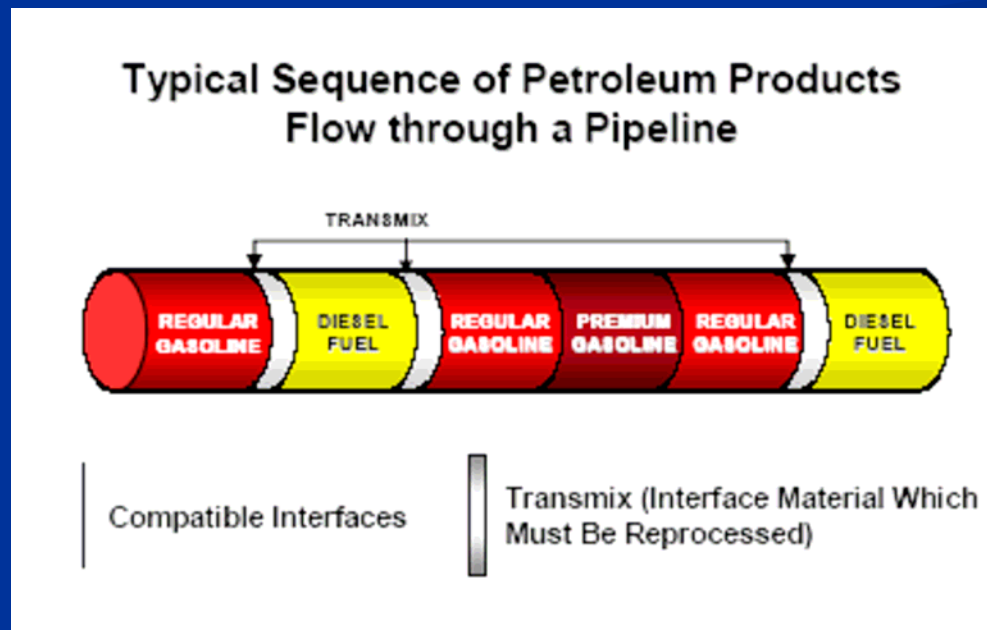 Typical Sequence of Petroleum Products
Flow through a Pipeline
TRANSMIX
REGULAR
GASOLINE
DIESEL
FUEL
REGULAR
GASOLINE
PREMIUM
GASOLINE
REGULAR
GASOLINE
DIESEL
FUEL
Compatible Interfaces
Transmix (Interface Material Which
Must Be Reprocessed)